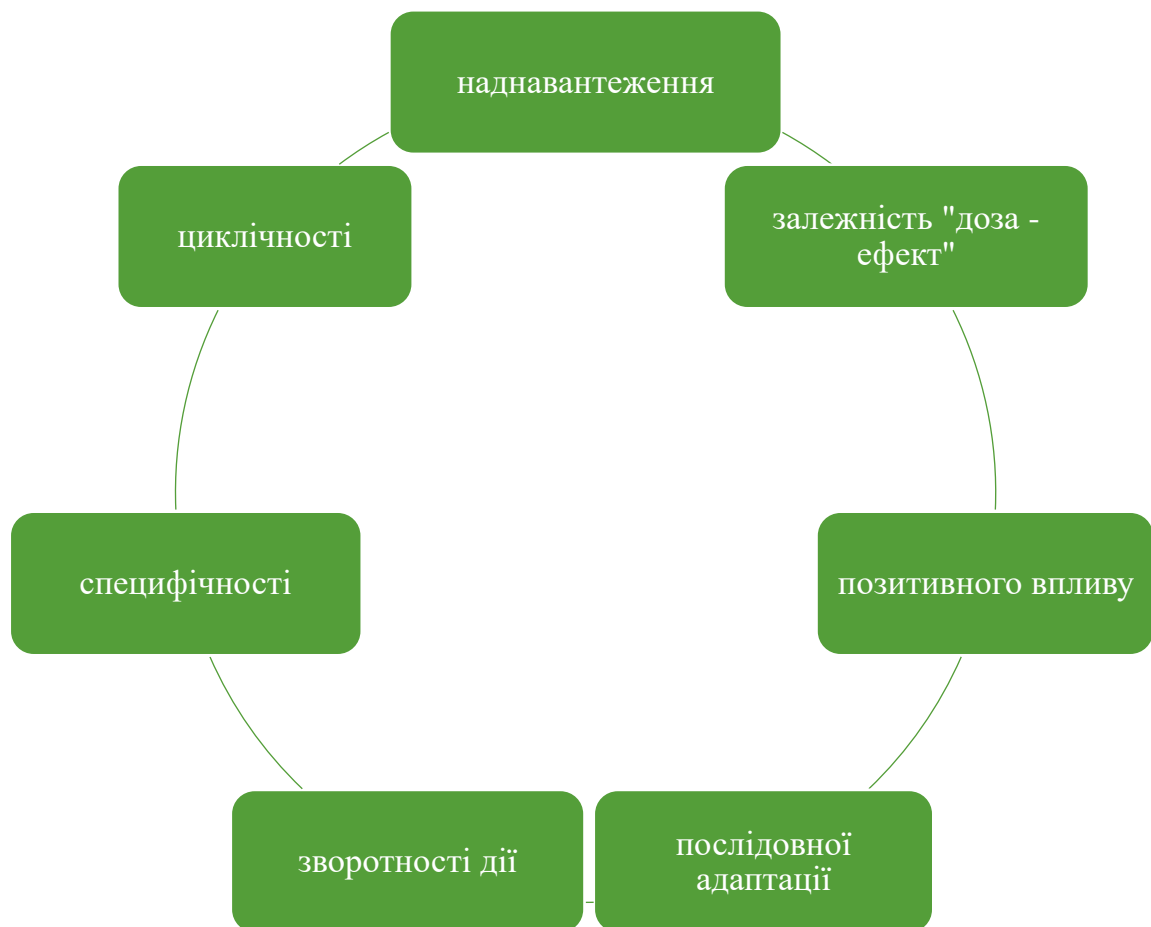 наднавантеження
циклічності
залежність "доза -
ефект"
специфічності
позитивного впливу
зворотності дії
послідовної
адаптації